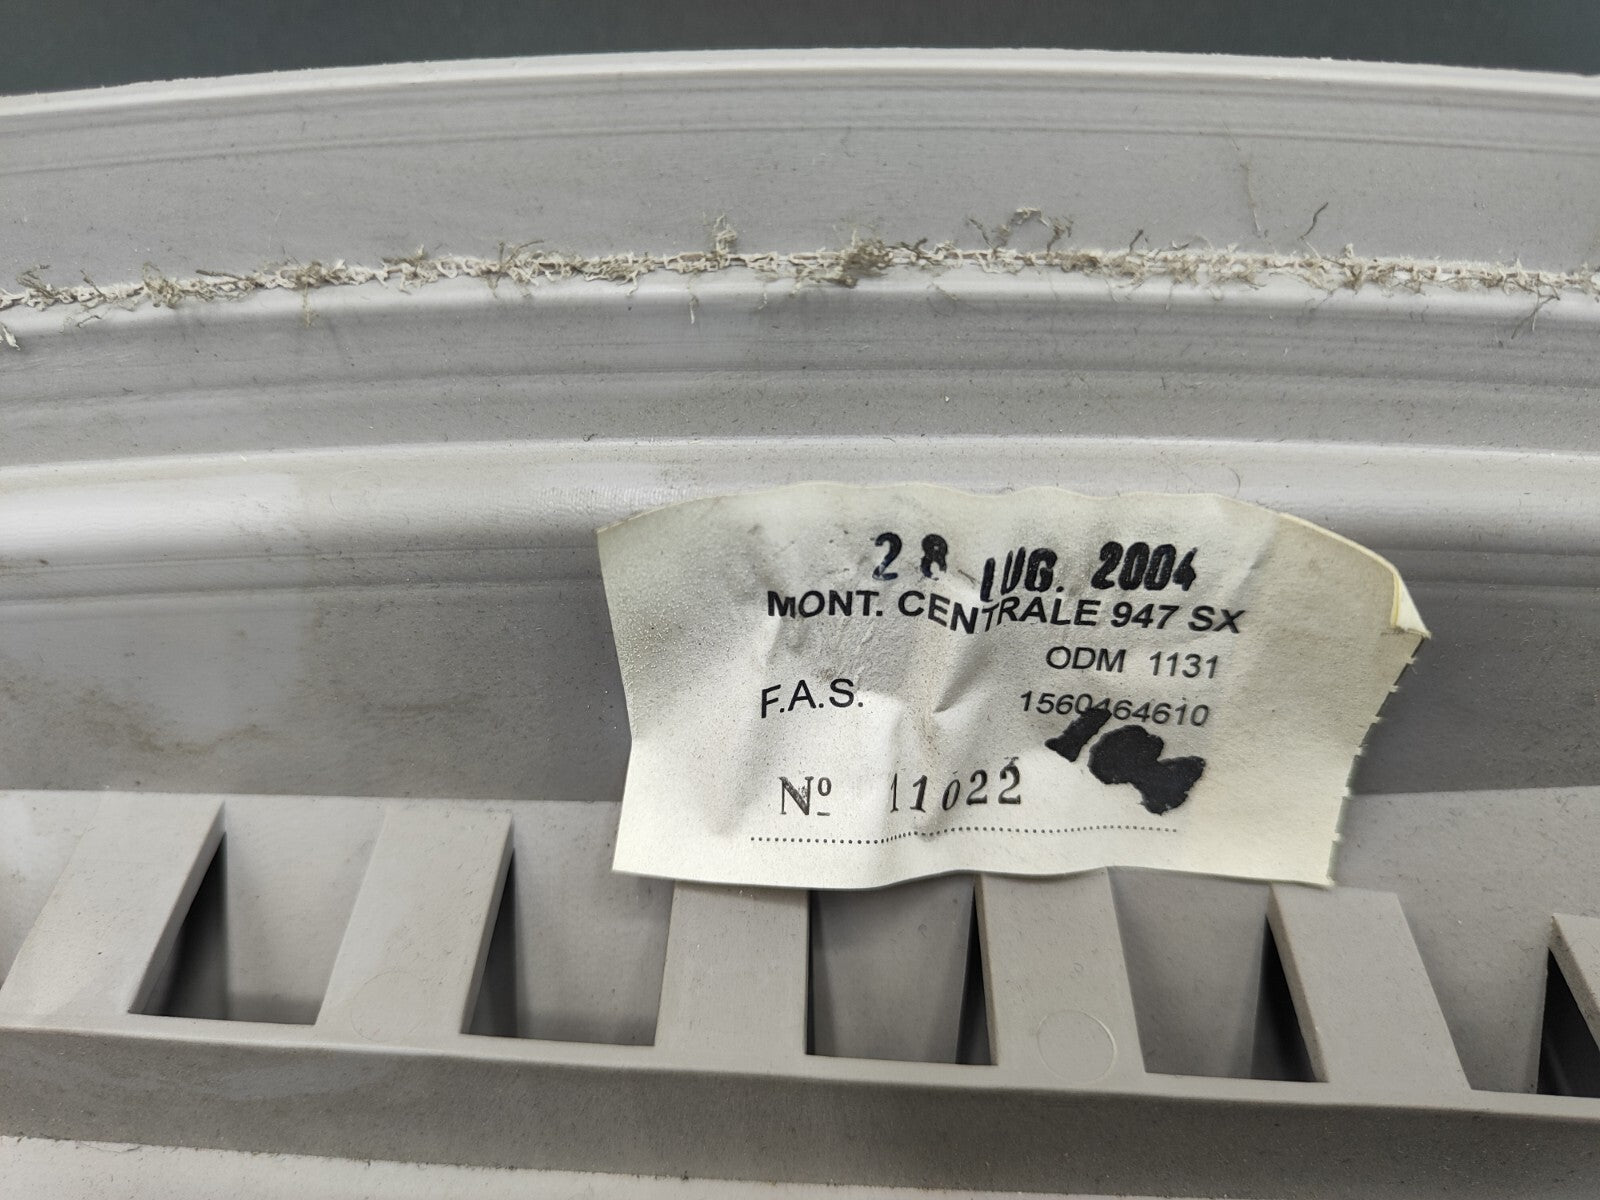 28 LUG. 2004
MONT. CENTRALE 947 SX
ODM 1131
F.A.S.
1560464610
Nº 11022